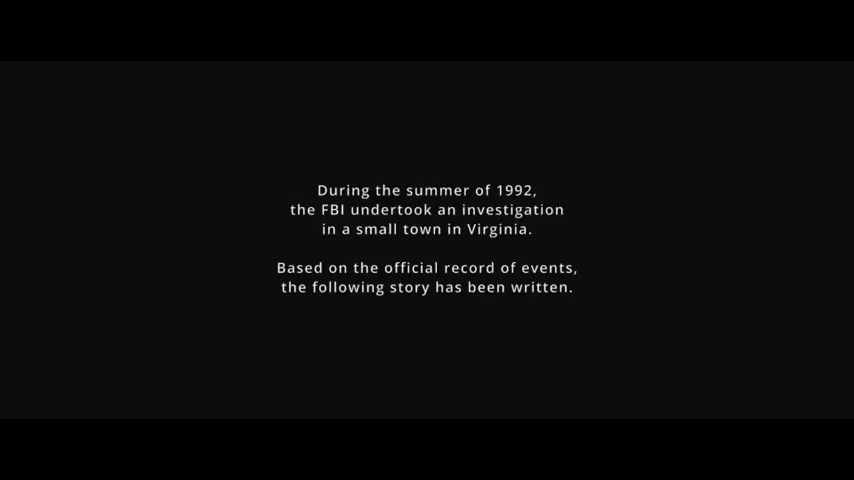 During the summer of 1992,
the FBI undertook an investigation
in a small town in Virginia.
Based on the official record of events,
the following story has been written.